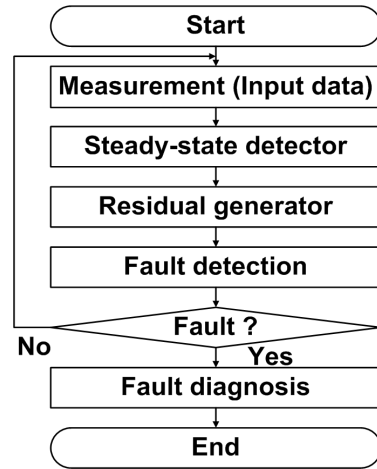 Start
Measurement (Input data)
Steady-state detector
Residual generator
Fault detection
Fault ?
No
Yes
Fault diagnosis
End